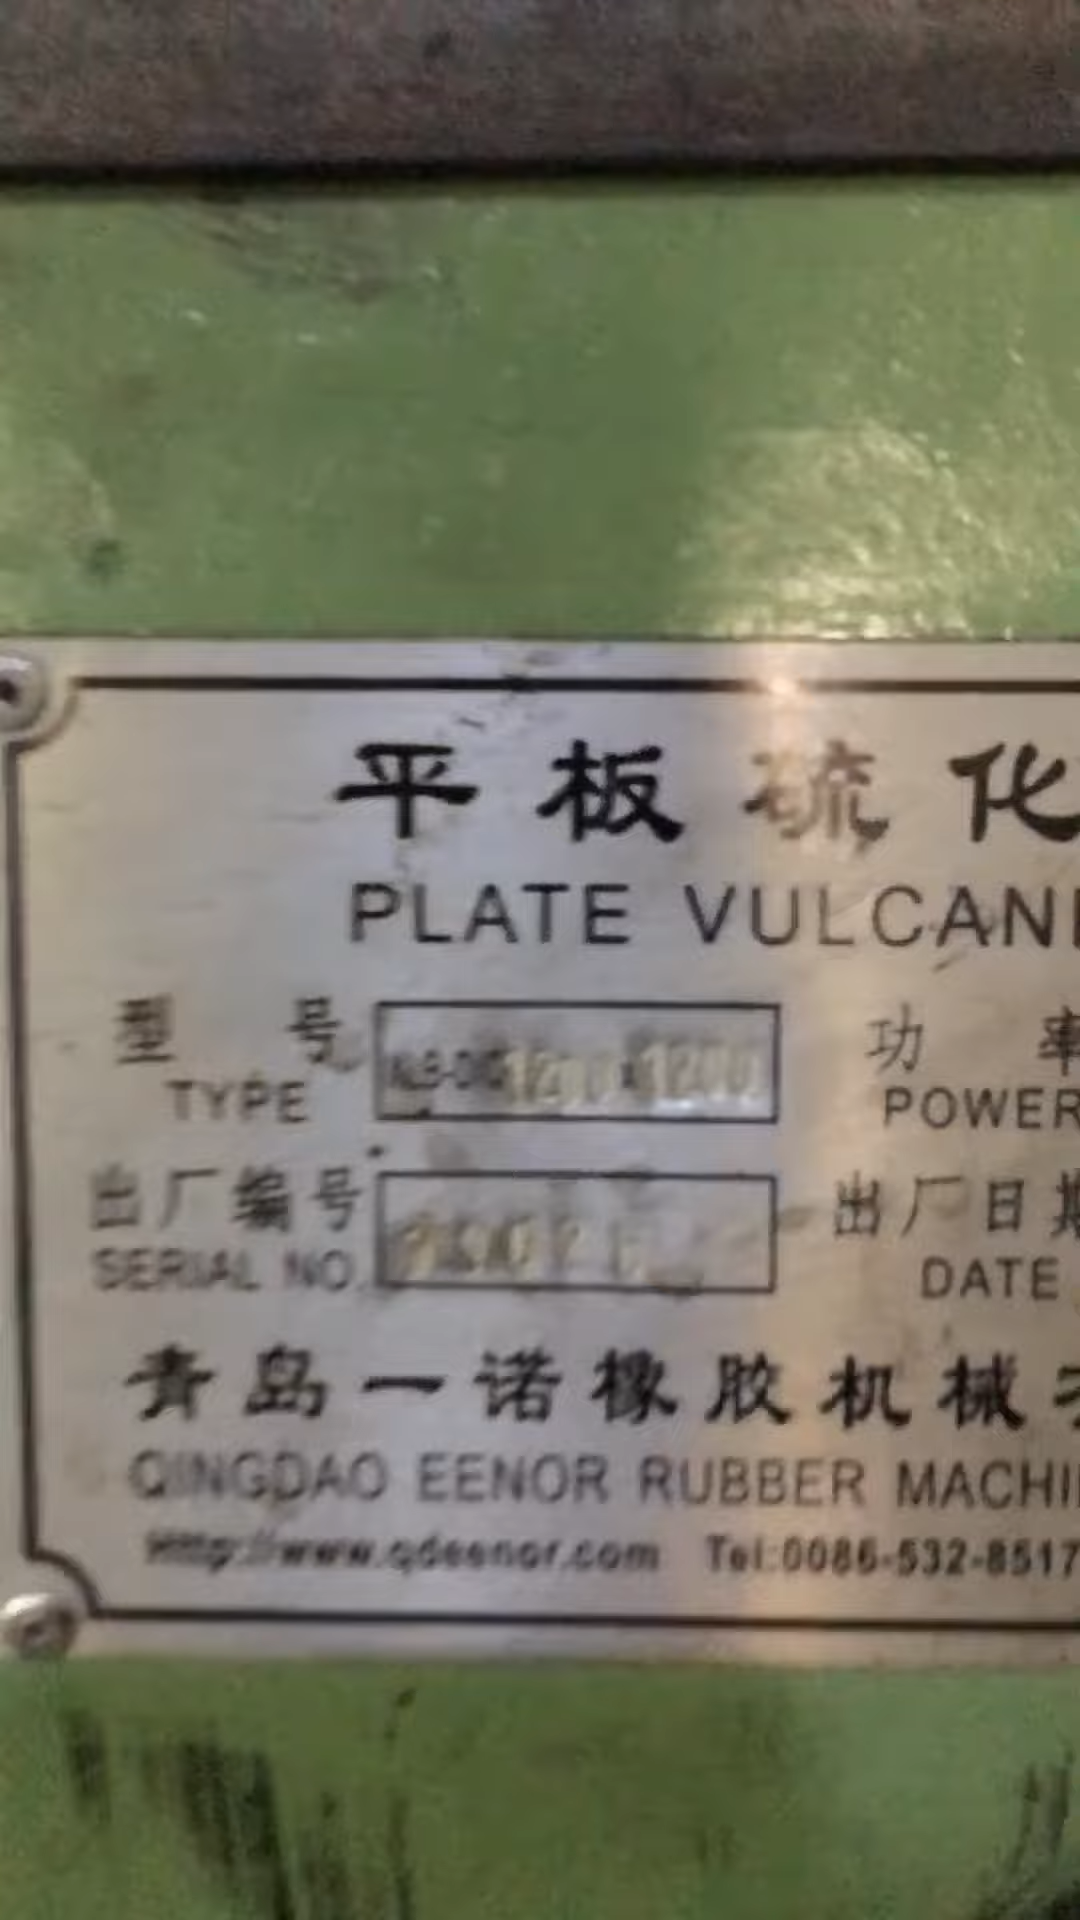 平板硫化
PLATE VULCANI
型号 1200x1200 功率
TYPE POWER
出厂编号 出厂日期
SERIAL NO. DATE
青岛一诺橡胶机械
QINGDAO EENOR RUBBER MACHI
Http://www.qdeenor.com Tel:0086-532-8517